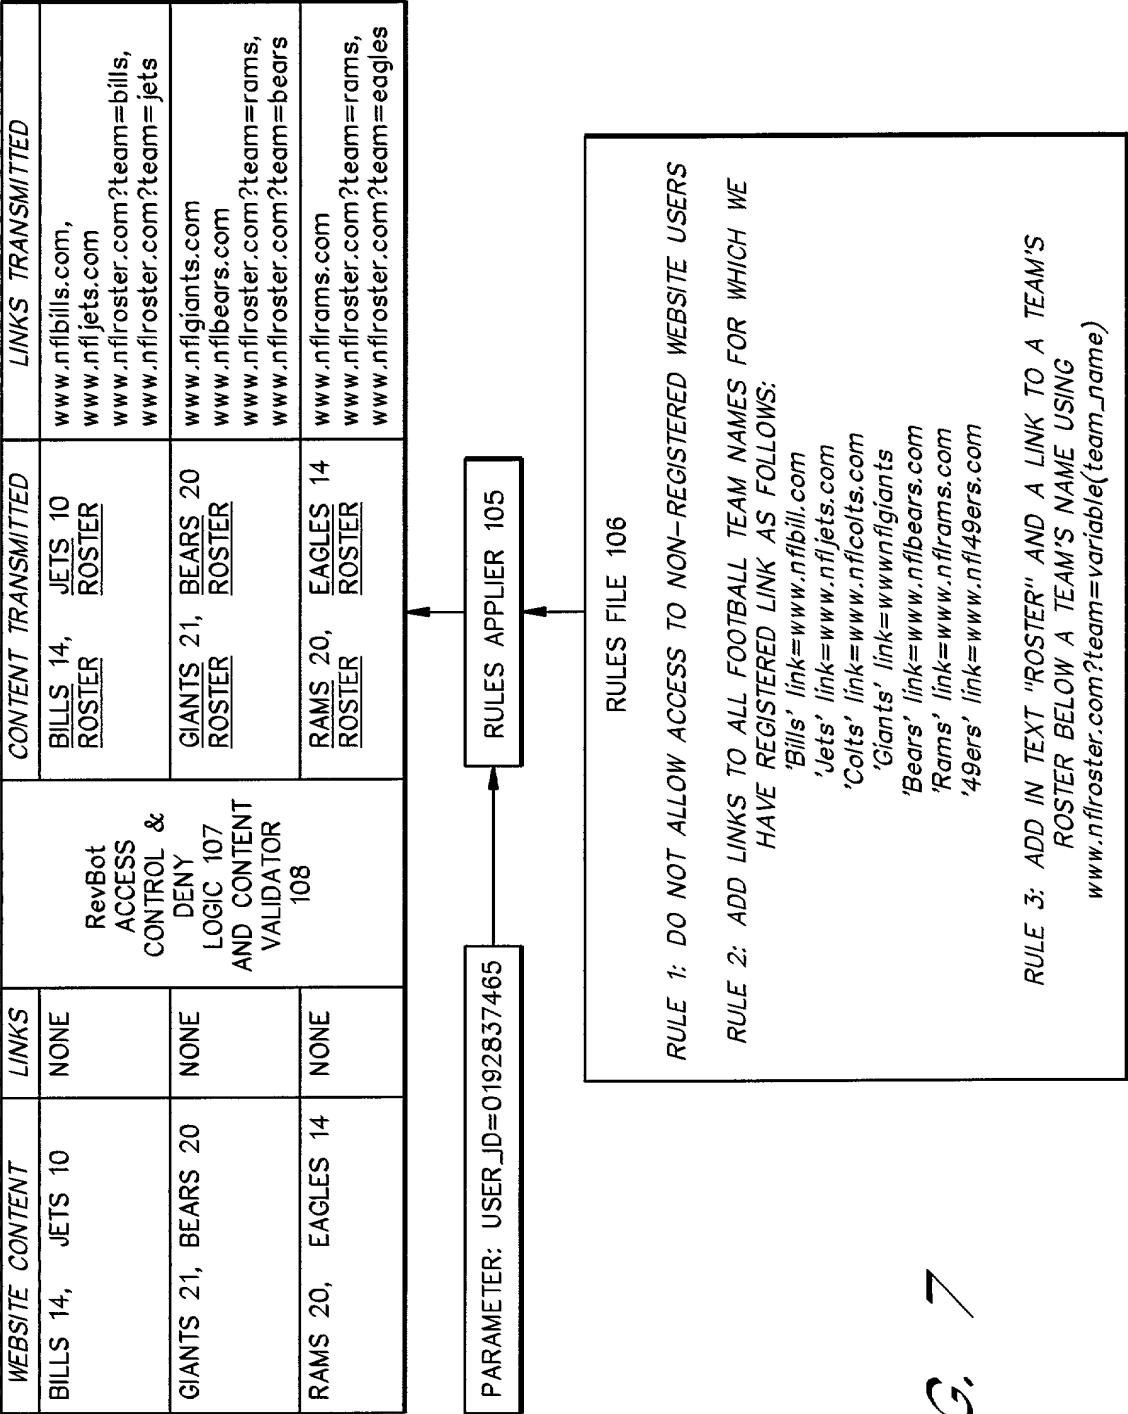 WEBSITE CONTENT
LINKS
CONTENT TRANSMITTED
LINKS TRANSMITTED
BILLS 14, JETS 10
NONE
RevBot
ACCESS
CONTROL &
DENY
LOGIC 107
AND CONTENT
VALIDATOR
108
BILLS 14, JETS 10
ROSTER ROSTER
www.nflbills.com,
www.nfljets.com
www.nflroster.com?team=bills,
www.nflroster.com?team=jets
GIANTS 21, BEARS 20
NONE
GIANTS 21, BEARS 20
ROSTER ROSTER
www.nflgiants.com
www.nflbears.com
www.nflroster.com?team=rams,
www.nflroster.com?team=bears
RAMS 20, EAGLES 14
NONE
RAMS 20, EAGLES 14
ROSTER ROSTER
www.nflrams.com
www.nflroster.com?team=rams,
www.nflroster.com?team=eagles
PARAMETER: USER_ID=0192837465
RULES APPLIER 105
RULES FILE 106
RULE 1: DO NOT ALLOW ACCESS TO NON-REGISTERED WEBSITE USERS
RULE 2: ADD LINKS TO ALL FOOTBALL TEAM NAMES FOR WHICH WE
HAVE REGISTERED LINK AS FOLLOWS:
'Bills' link=www.nflbill.com
'Jets' link=www.nfljets.com
'Colts' link=www.nflcolts.com
'Giants' link=wwwnflgiants
'Bears' link=www.nflbears.com
'Rams' link=www.nflrams.com
'49ers' link=www.nfl49ers.com
RULE 3: ADD IN TEXT "ROSTER" AND A LINK TO A TEAM'S
ROSTER BELOW A TEAM'S NAME USING
www.nflroster.com?team=variable(team_name)
G. 7